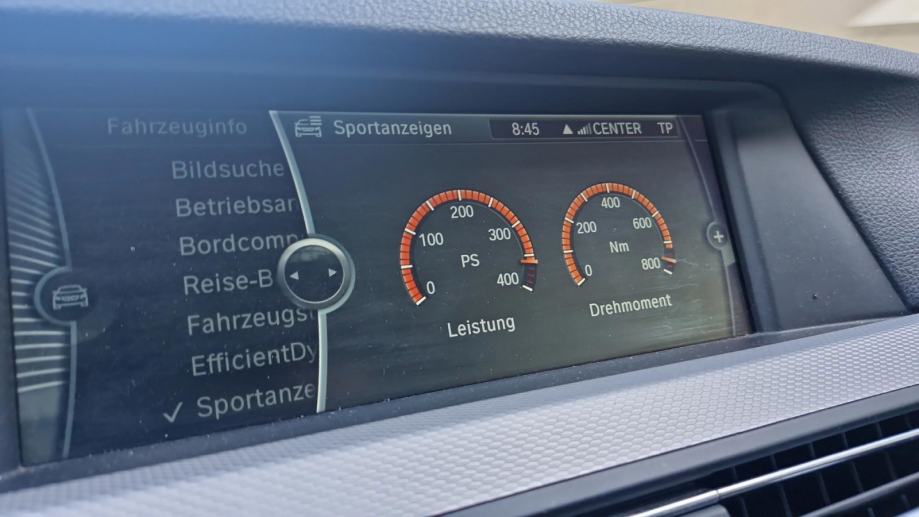 Fahrzeuginfo
Bildsuche
Betriebsar
Bordcomp
Reise-B
Fahrzeugst
EfficientDy
✓ Sportanze
Sportanzeigen 8:45 CENTER TP
0 100 200 300 400
PS
Leistung
0 200 400 600 800
Nm
Drehmoment
+